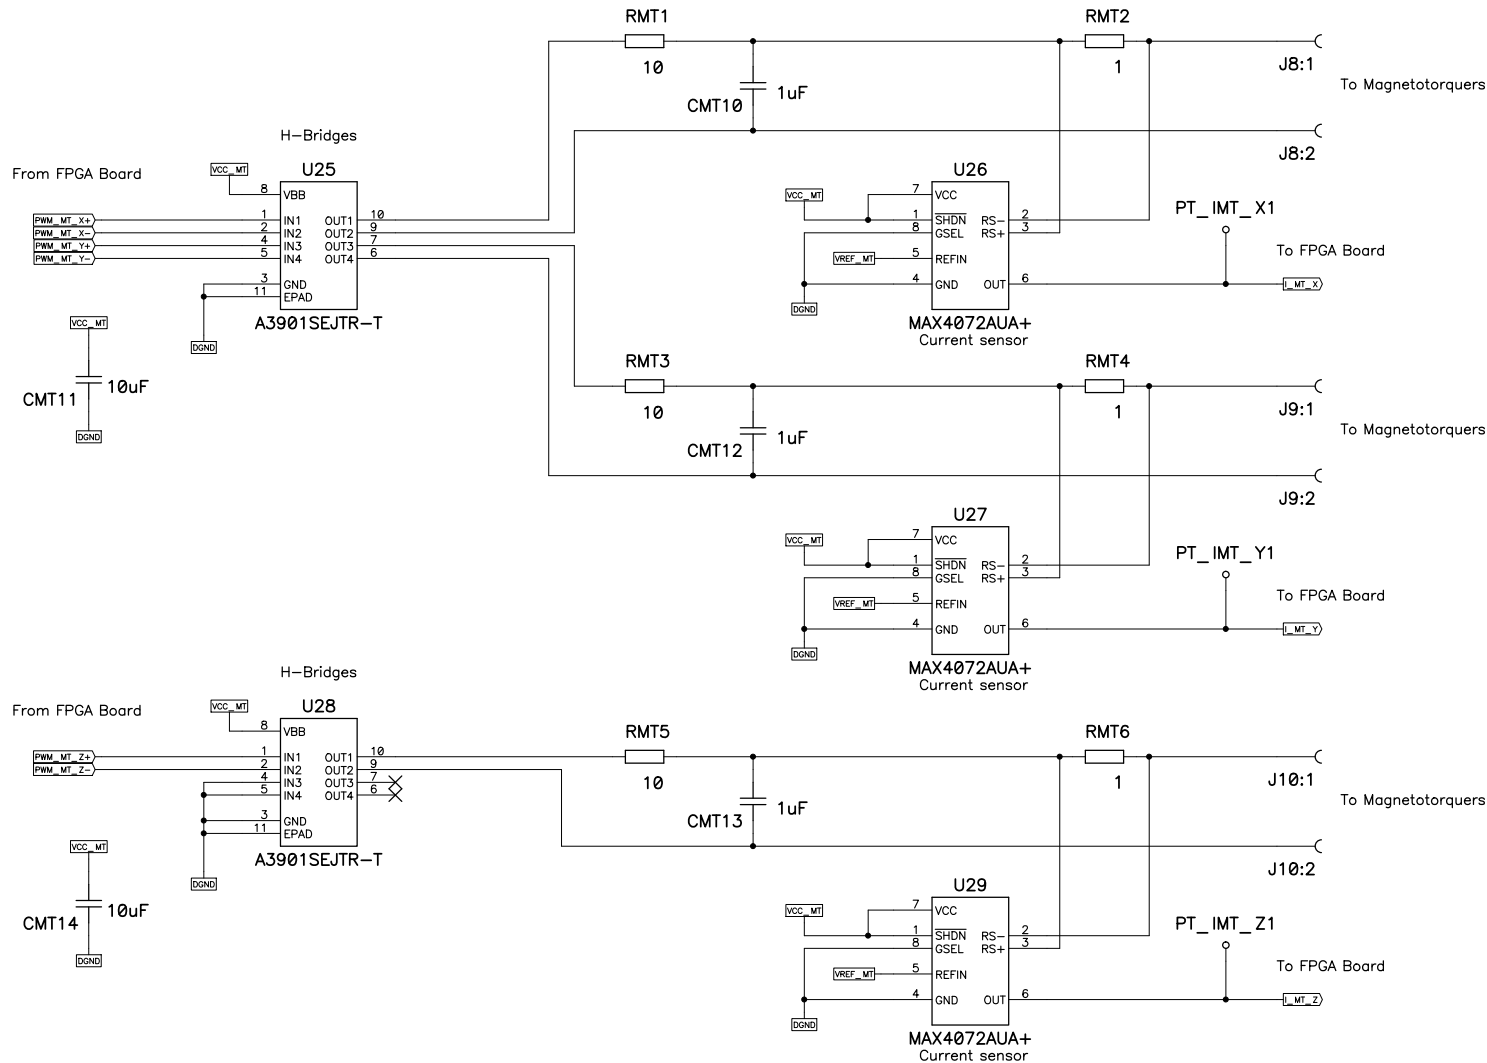 RMT1
RMT2
10
1
J8:1
To Magnetotorquers
CMT10
1uF
J8:2
H-Bridges
From FPGA Board
VCC_MT
U25
8
VBB
PWM_MT_X+
1
IN1
OUT1
10
PWM_MT_X-
2
IN2
OUT2
9
PWM_MT_Y+
4
IN3
OUT3
7
PWM_MT_Y-
5
IN4
OUT4
6
3
GND
11
EPAD
A3901SEJTR-T
DGND
VCC_MT
CMT11
10uF
DGND
U26
VCC_MT
7
VCC
1
SHDN
RS-
2
8
GSEL
RS+
3
VREF_MT
5
REFIN
4
GND
OUT
6
DGND
MAX4072AUA+
Current sensor
PT_IMT_X1
To FPGA Board
I_MT_X
RMT3
RMT4
10
1
J9:1
To Magnetotorquers
CMT12
1uF
J9:2
U27
VCC_MT
7
VCC
1
SHDN
RS-
2
8
GSEL
RS+
3
VREF_MT
5
REFIN
4
GND
OUT
6
DGND
MAX4072AUA+
Current sensor
PT_IMT_Y1
To FPGA Board
I_MT_Y
H-Bridges
From FPGA Board
VCC_MT
U28
8
VBB
PWM_MT_Z+
1
IN1
OUT1
10
PWM_MT_Z-
2
IN2
OUT2
9
4
IN3
OUT3
7
5
IN4
OUT4
6
3
GND
11
EPAD
A3901SEJTR-T
DGND
VCC_MT
CMT14
10uF
DGND
RMT5
RMT6
10
1
J10:1
To Magnetotorquers
CMT13
1uF
J10:2
U29
VCC_MT
7
VCC
1
SHDN
RS-
2
8
GSEL
RS+
3
VREF_MT
5
REFIN
4
GND
OUT
6
DGND
MAX4072AUA+
Current sensor
PT_IMT_Z1
To FPGA Board
I_MT_Z